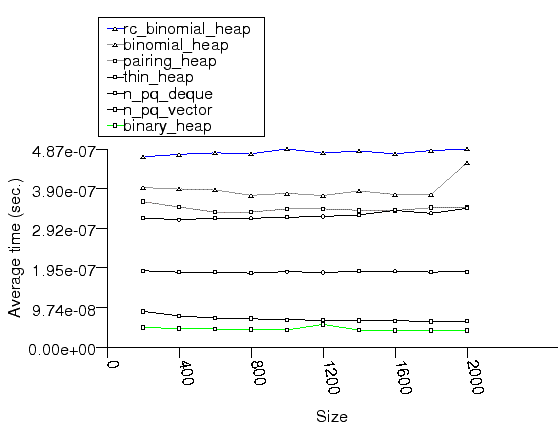 rc_binomial_heap
binomial_heap
pairing_heap
thin_heap
n_pq_deque
n_pq_vector
binary_heap
4.87e-07
3.90e-07
2.92e-07
1.95e-07
9.74e-08
0.00e+00
Average time (sec.)
0
400
800
1200
1600
2000
Size